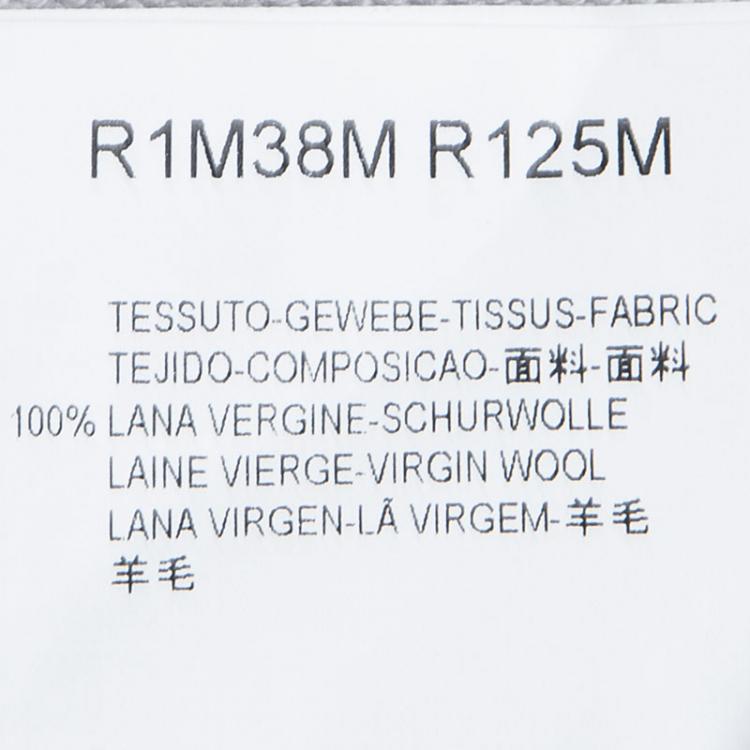 R1M38M R125M
TESSUTO-GEWEBE-TISSUS-FABRIC
TEJIDO-COMPOSICAO-面料-面料
100% LANA VERGINE-SCHURWOLLE
LAINE VIERGE-VIRGIN WOOL
LANA VIRGEN-LÃ VIRGEM-羊毛
羊毛